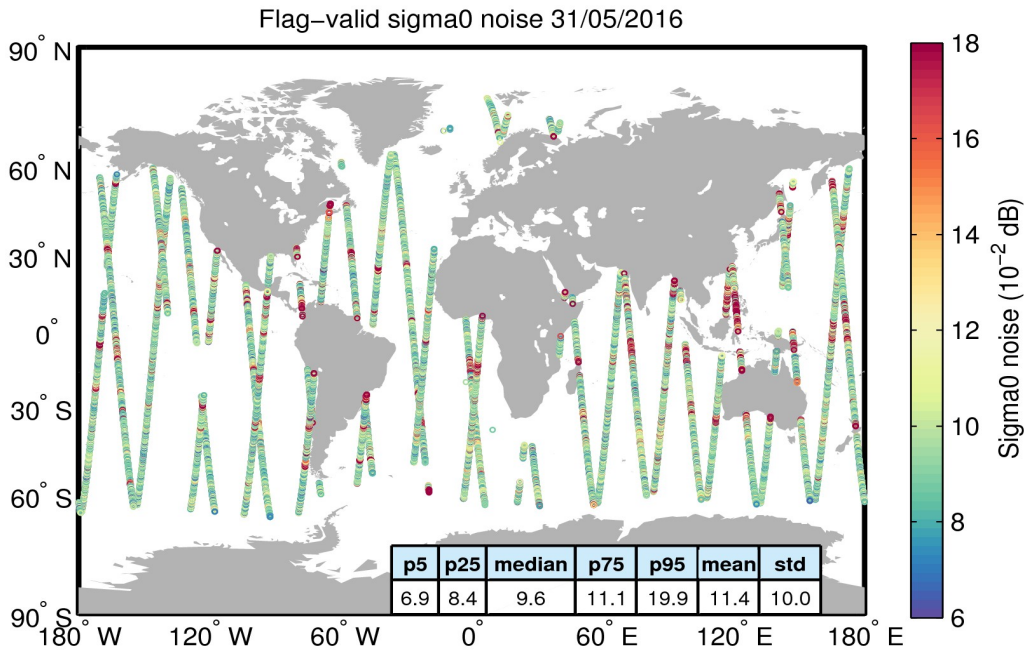 Flag−valid sigma0 noise 31/05/2016
90° N
60° N
30° N
0°
30° S
60° S
90° S
180° W
120° W
60° W
0°
60° E
120° E
180° E
p5 p25 median p75 p95 mean std
6.9 8.4 9.6 11.1 19.9 11.4 10.0
18
16
14
12
10
8
6
Sigma0 noise (10⁻² dB)